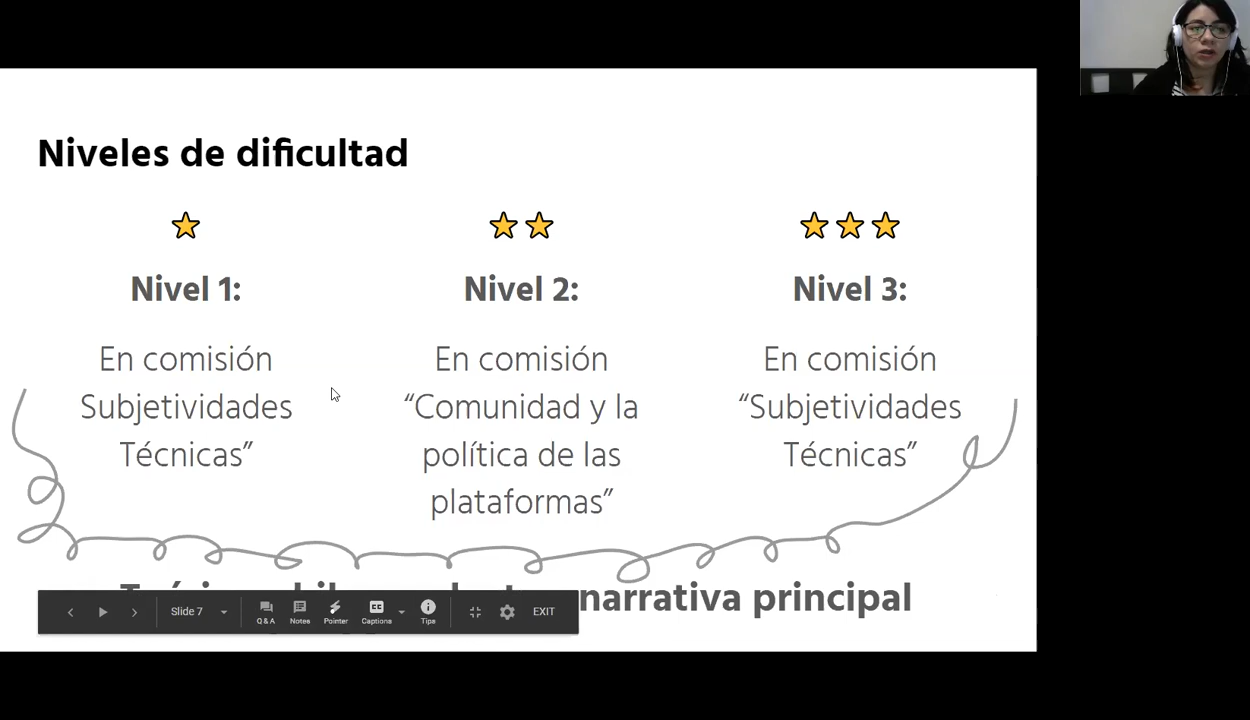 Niveles de dificultad
Nivel 1:
En comisión
Subjetividades
Técnicas”
Nivel 2:
En comisión
“Comunidad y la
política de las
plataformas”
Nivel 3:
En comisión
“Subjetividades
Técnicas”
narrativa principal
Slide 7
Q & A
Notes
Pointer
CC
Captions
Tips
EXIT